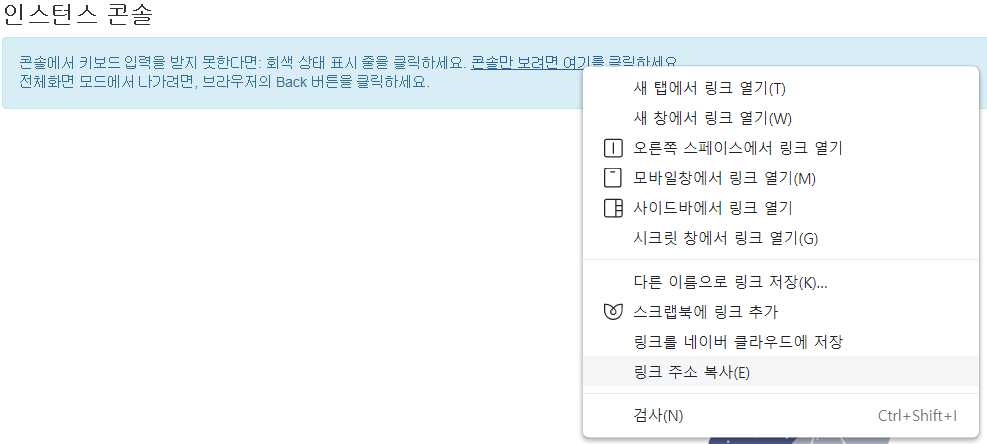 인스턴스 콘솔
콘솔에서 키보드 입력을 받지 못한다면: 회색 상태 표시 줄을 클릭하세요. 콘솔만 보려면 여기를 클릭하세요
전체화면 모드에서 나가려면, 브라우저의 Back 버튼을 클릭하세요.
새 탭에서 링크 열기(T)
새 창에서 링크 열기(W)
오른쪽 스페이스에서 링크 열기
모바일창에서 링크 열기(M)
사이드바에서 링크 열기
시크릿 창에서 링크 열기(G)
다른 이름으로 링크 저장(K)...
스크랩북에 링크 추가
링크를 네이버 클라우드에 저장
링크 주소 복사(E)
검사(N) Ctrl+Shift+I